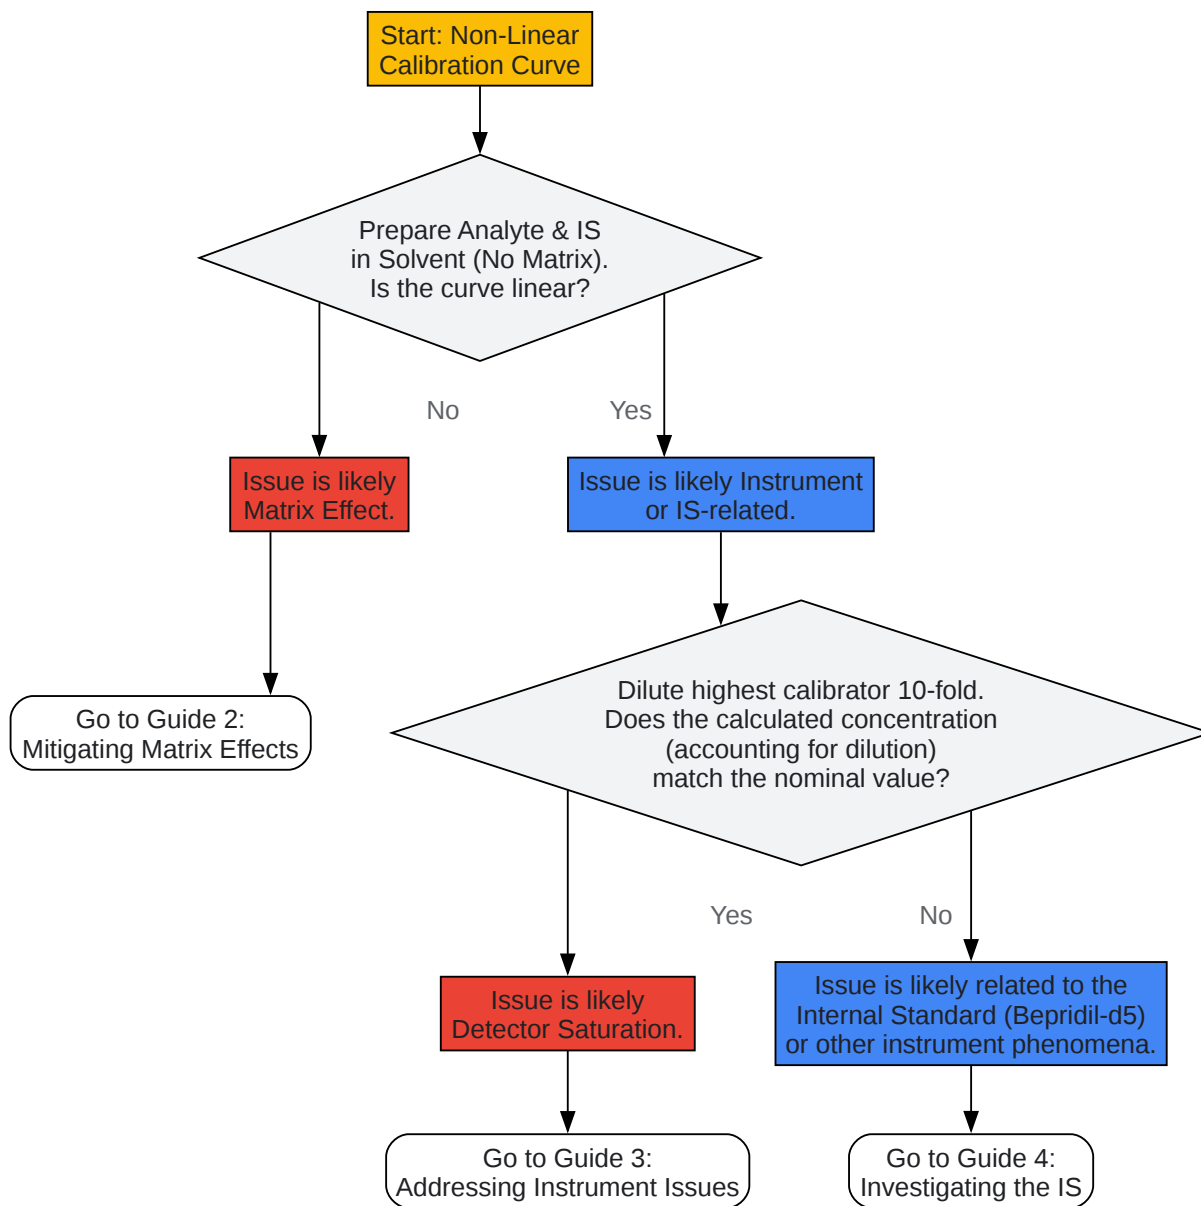 Start: Non-Linear
Calibration Curve
Prepare Analyte & IS
in Solvent (No Matrix).
Is the curve linear?
No
Yes
Issue is likely
Matrix Effect.
Issue is likely Instrument
or IS-related.
Go to Guide 2:
Mitigating Matrix Effects
Dilute highest calibrator 10-fold.
Does the calculated concentration
(accounting for dilution)
match the nominal value?
Yes
No
Issue is likely
Detector Saturation.
Issue is likely related to the
Internal Standard (Bepridil-d5)
or other instrument phenomena.
Go to Guide 3:
Addressing Instrument Issues
Go to Guide 4:
Investigating the IS